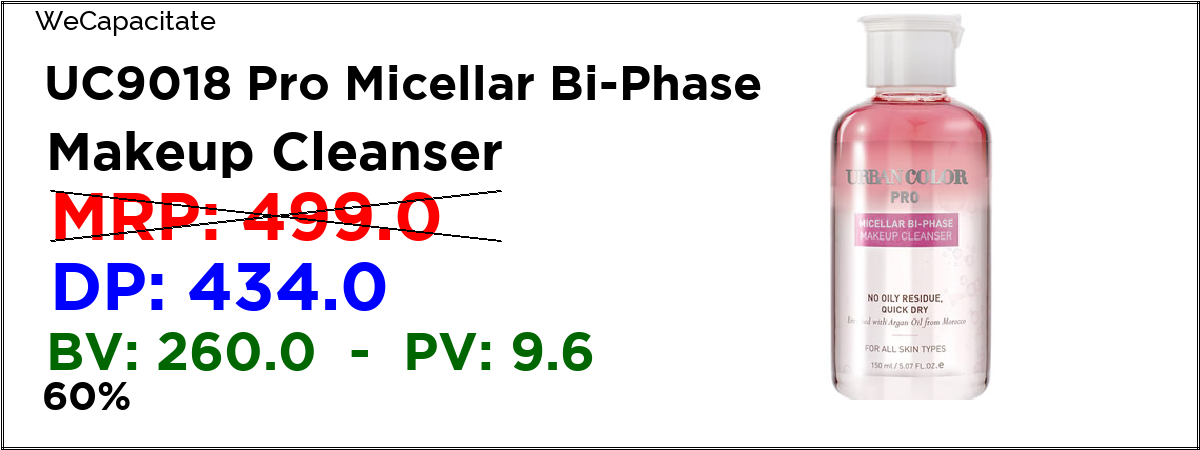 WeCapacitate
UC9018 Pro Micellar Bi-Phase
Makeup Cleanser
MRP: 499.0
DP: 434.0
BV: 260.0 - PV: 9.6
60%
URBAN COLOR
PRO
MICELLAR BI-PHASE
MAKEUP CLEANSER
NO OILY RESIDUE,
QUICK DRY
Enriched with Argan Oil from Morocco
FOR ALL SKIN TYPES
150 ml / 5.07 FL.OZ. e